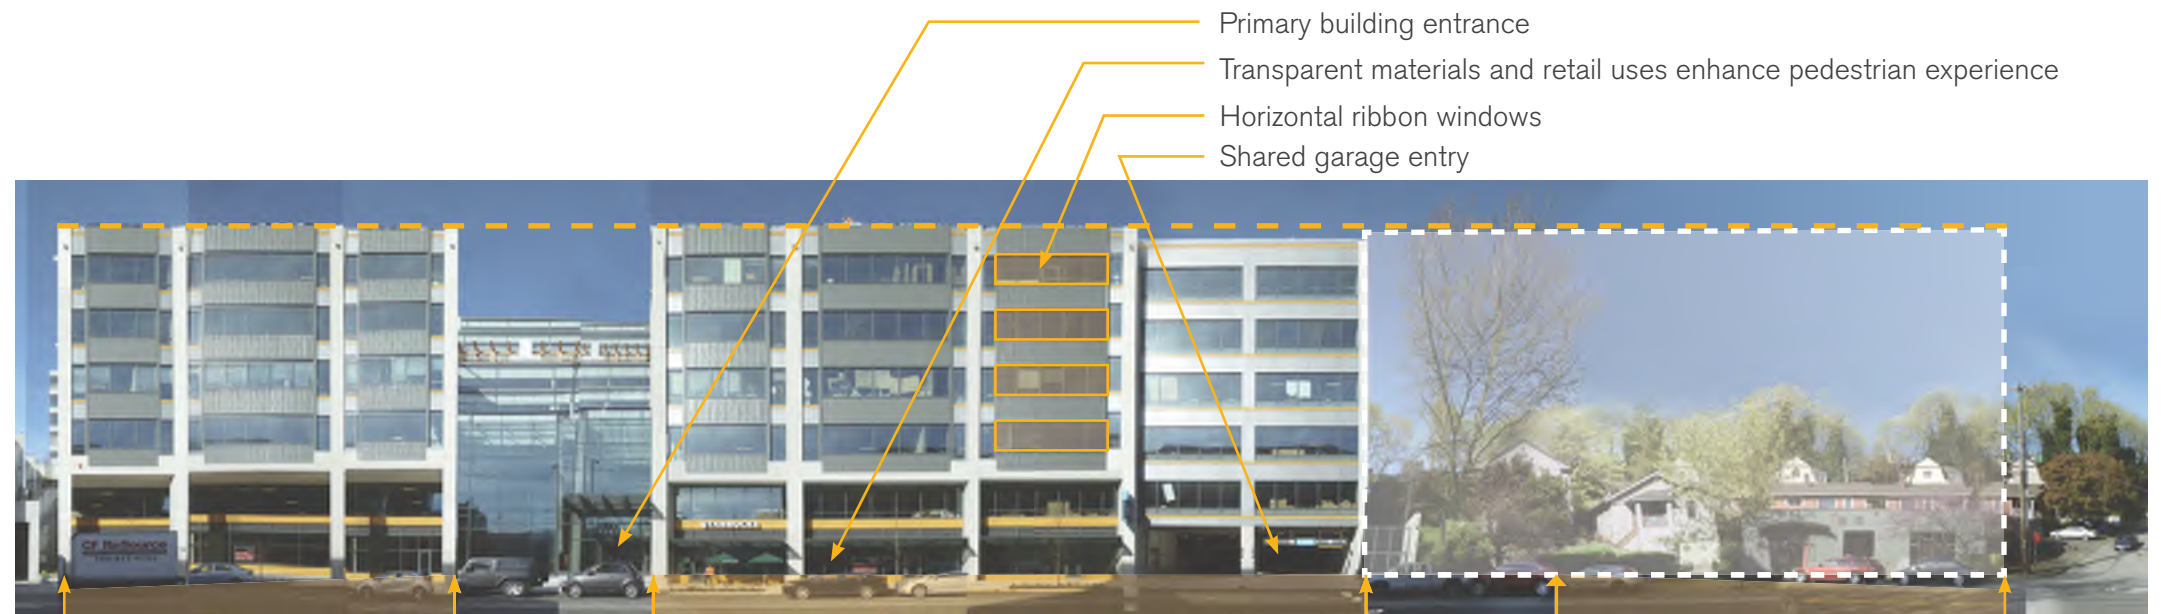 Primary building entrance
Transparent materials and retail uses enhance pedestrian experience
Horizontal ribbon windows
Shared garage entry